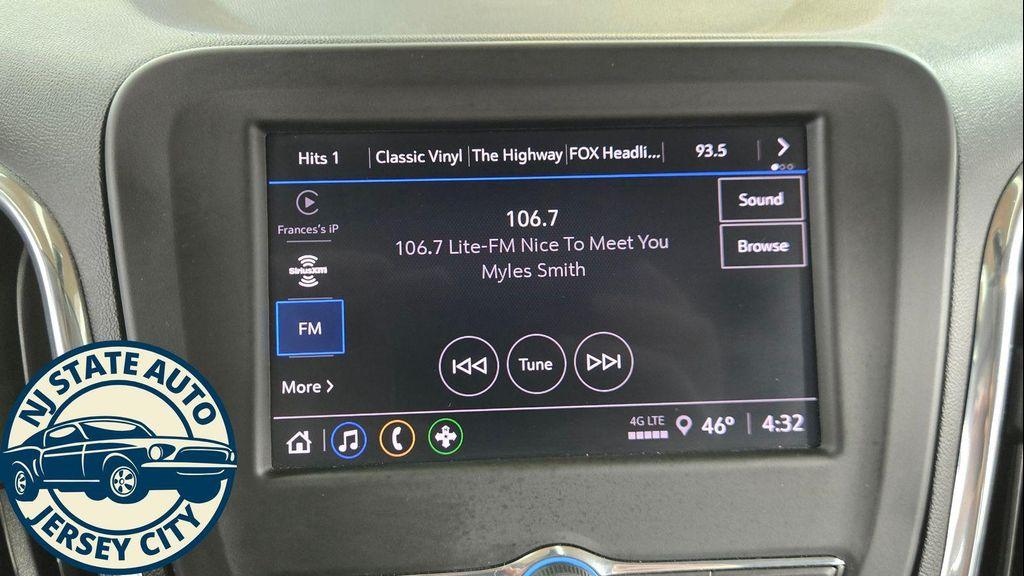 Hits 1 Classic Vinyl The Highway FOX Headli... 93.5
Frances's iP
SiriusXM
FM
More
106.7
106.7 Lite-FM Nice To Meet You
Myles Smith
Sound
Browse
Tune
4G LTE 46° 4:32
NJ STATE AUTO
JERSEY CITY